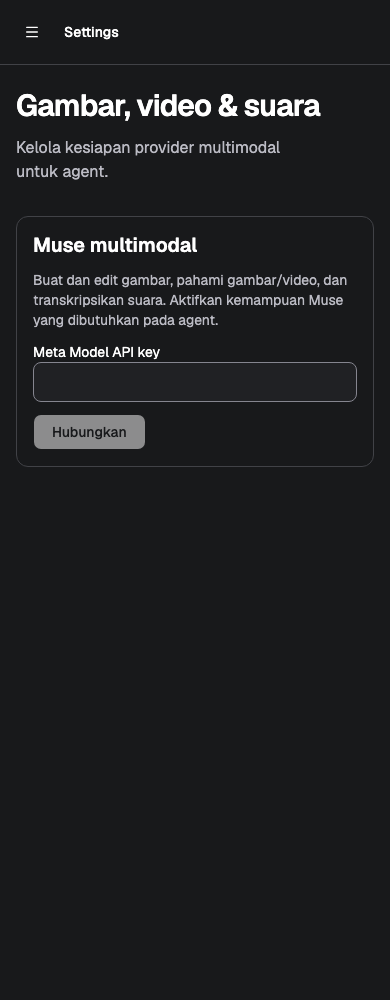 Settings
Gambar, video & suara
Kelola kesiapan provider multimodal
untuk agent.
Muse multimodal
Buat dan edit gambar, pahami gambar/video, dan
transkripsikan suara. Aktifkan kemampuan Muse
yang dibutuhkan pada agent.
Meta Model API key
Hubungkan